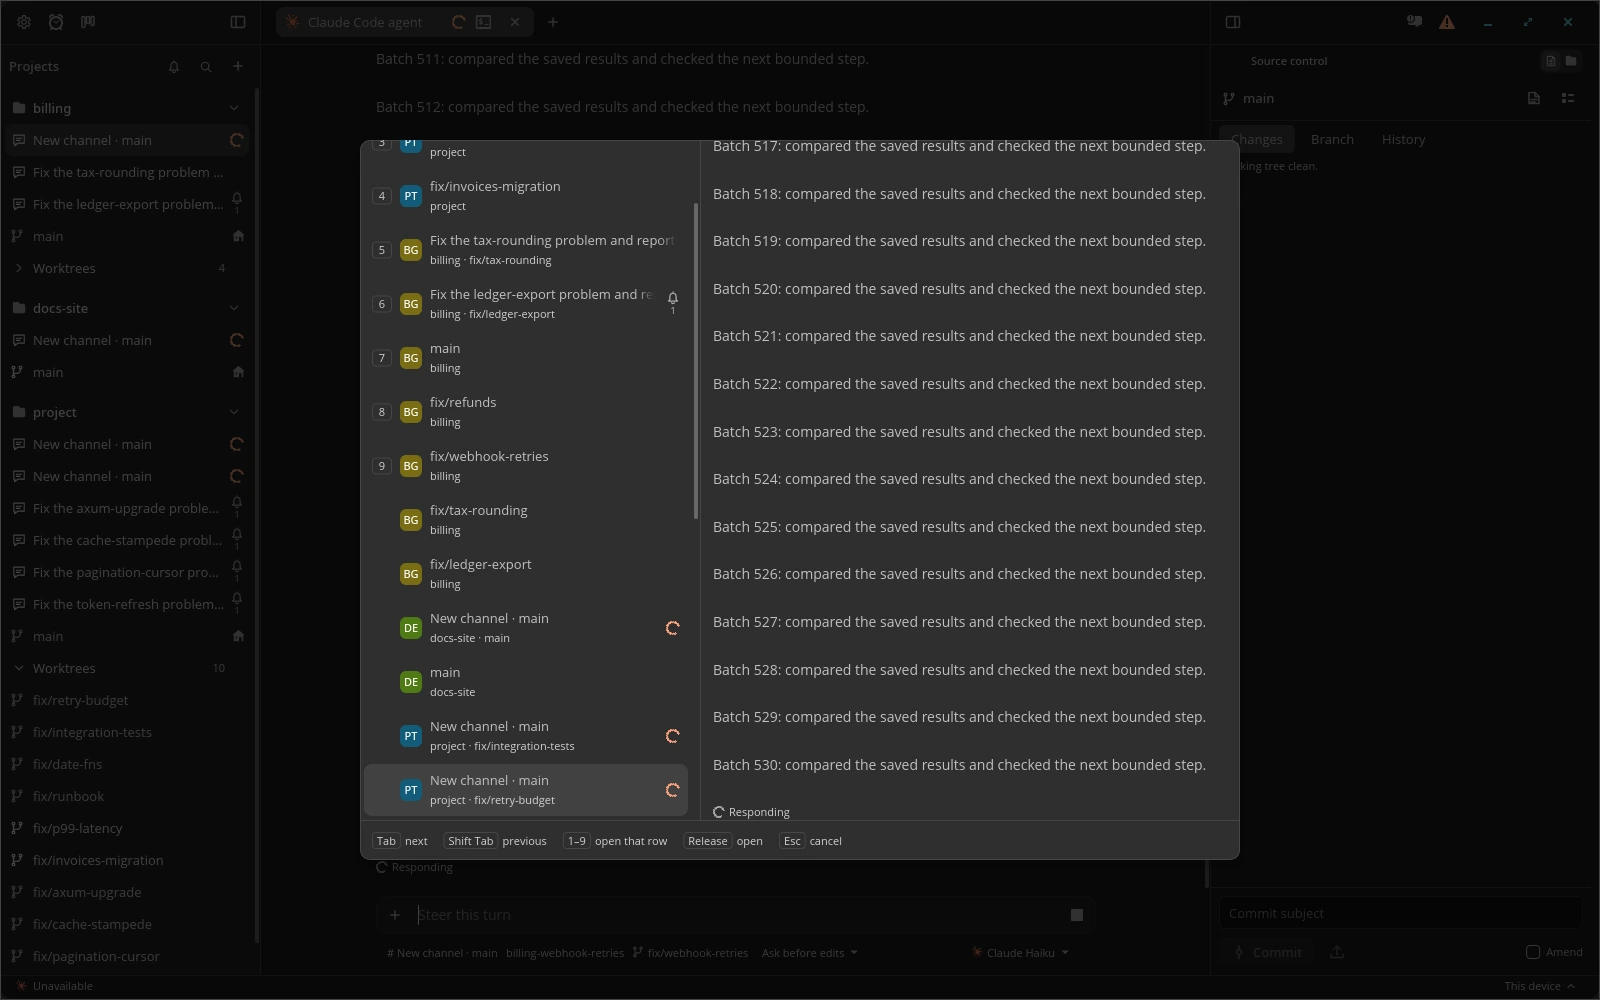 Claude Code agent
Projects
billing
New channel · main
Fix the tax-rounding problem ...
Fix the ledger-export problem...
1
main
Worktrees
4
docs-site
New channel · main
main
project
New channel · main
New channel · main
Fix the axum-upgrade proble...
1
Fix the cache-stampede probl...
1
Fix the pagination-cursor pro...
1
Fix the token-refresh problem...
1
main
Worktrees
10
fix/retry-budget
fix/integration-tests
fix/date-fns
fix/runbook
fix/p99-latency
fix/invoices-migration
fix/axum-upgrade
fix/cache-stampede
fix/pagination-cursor
Unavailable
Batch 511: compared the saved results and checked the next bounded step.
Batch 512: compared the saved results and checked the next bounded step.
3
PT
project
4
PT
fix/invoices-migration
project
5
BG
Fix the tax-rounding problem and report
billing · fix/tax-rounding
6
BG
Fix the ledger-export problem and re
billing · fix/ledger-export
1
7
BG
main
billing
8
BG
fix/refunds
billing
9
BG
fix/webhook-retries
billing
BG
fix/tax-rounding
billing
BG
fix/ledger-export
billing
DE
New channel · main
docs-site · main
DE
main
docs-site
PT
New channel · main
project · fix/integration-tests
PT
New channel · main
project · fix/retry-budget
Batch 517: compared the saved results and checked the next bounded step.
Batch 518: compared the saved results and checked the next bounded step.
Batch 519: compared the saved results and checked the next bounded step.
Batch 520: compared the saved results and checked the next bounded step.
Batch 521: compared the saved results and checked the next bounded step.
Batch 522: compared the saved results and checked the next bounded step.
Batch 523: compared the saved results and checked the next bounded step.
Batch 524: compared the saved results and checked the next bounded step.
Batch 525: compared the saved results and checked the next bounded step.
Batch 526: compared the saved results and checked the next bounded step.
Batch 527: compared the saved results and checked the next bounded step.
Batch 528: compared the saved results and checked the next bounded step.
Batch 529: compared the saved results and checked the next bounded step.
Batch 530: compared the saved results and checked the next bounded step.
Responding
Tab next Shift Tab previous 1–9 open that row Release open Esc cancel
Responding
Steer this turn
# New channel · main billing-webhook-retries fix/webhook-retries Ask before edits Claude Haiku
Source control
main
Changes Branch History
king tree clean.
Commit subject
Commit
Amend
This device